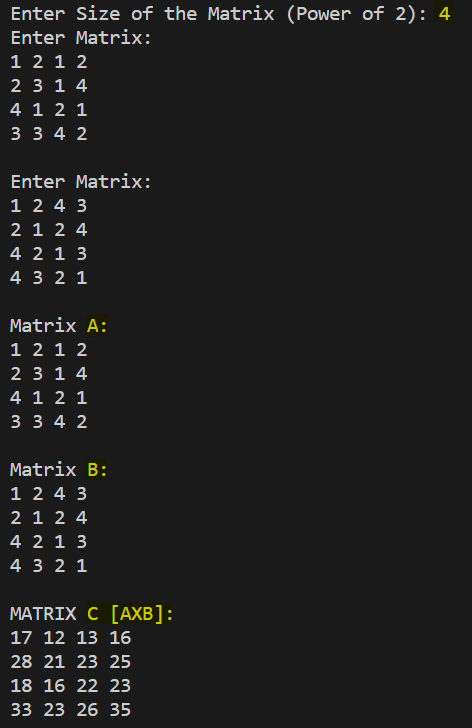 Enter Size of the Matrix (Power of 2): 4
Enter Matrix:
1 2 1 2
2 3 1 4
4 1 2 1
3 3 4 2
Enter Matrix:
1 2 4 3
2 1 2 4
4 2 1 3
4 3 2 1
Matrix A:
1 2 1 2
2 3 1 4
4 1 2 1
3 3 4 2
Matrix B:
1 2 4 3
2 1 2 4
4 2 1 3
4 3 2 1
MATRIX C [AXB]:
17 12 13 16
28 21 23 25
18 16 22 23
33 23 26 35